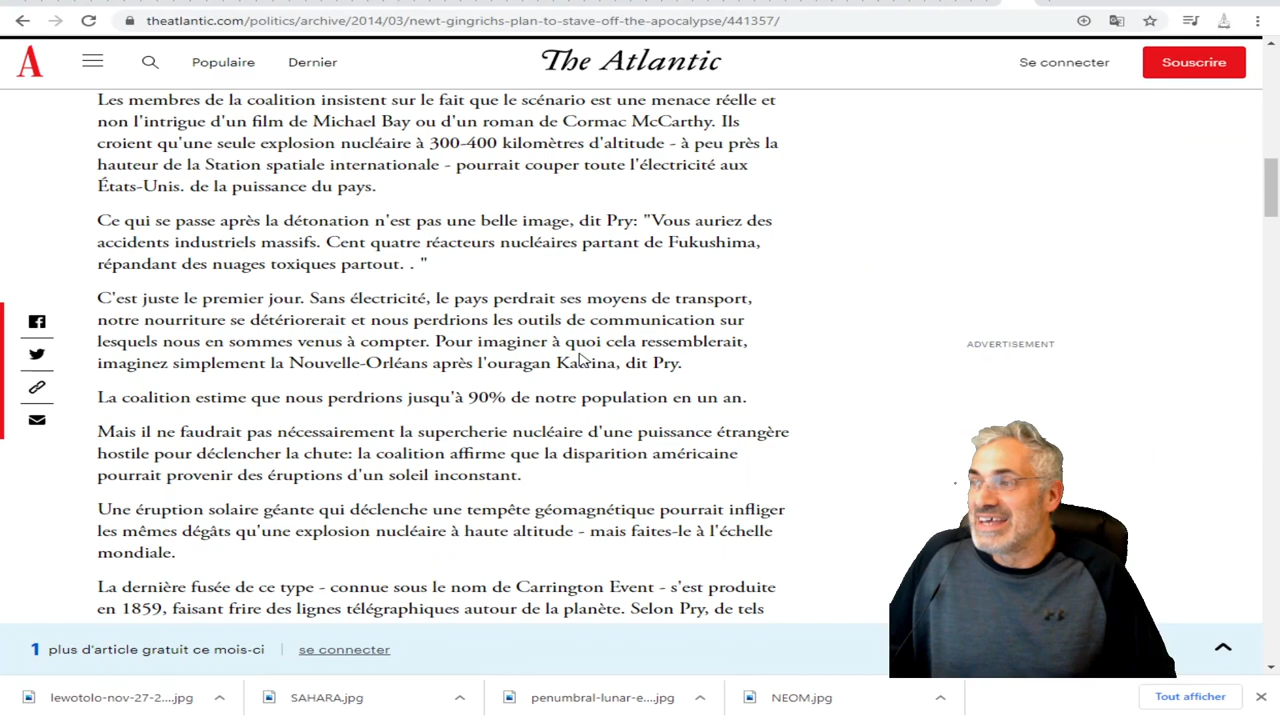 theatlantic.com/politics/archive/2014/03/newt-gingrichs-plan-to-stave-off-the-apocalypse/441357/
A
Populaire
Dernier
The Atlantic
Se connecter
Souscrire
Les membres de la coalition insistent sur le fait que le scénario est une menace réelle et
non l'intrigue d'un film de Michael Bay ou d'un roman de Cormac McCarthy. Ils
croient qu'une seule explosion nucléaire à 300-400 kilomètres d'altitude - à peu près la
hauteur de la Station spatiale internationale - pourrait couper toute l'électricité aux
États-Unis. de la puissance du pays.
Ce qui se passe après la détonation n'est pas une belle image, dit Pry: "Vous auriez des
accidents industriels massifs. Cent quatre réacteurs nucléaires partant de Fukushima,
répandant des nuages toxiques partout. . "
C'est juste le premier jour. Sans électricité, le pays perdrait ses moyens de transport,
notre nourriture se détériorerait et nous perdrions les outils de communication sur
lesquels nous en sommes venus à compter. Pour imaginer à quoi cela ressemblerait,
imaginez simplement la Nouvelle-Orléans après l'ouragan Katrina, dit Pry.
ADVERTISEMENT
La coalition estime que nous perdrions jusqu'à 90% de notre population en un an.
Mais il ne faudrait pas nécessairement la supercherie nucléaire d'une puissance étrangère
hostile pour déclencher la chute: la coalition affirme que la disparition américaine
pourrait provenir des éruptions d'un soleil inconstant.
Une éruption solaire géante qui déclenche une tempête géomagnétique pourrait infliger
les mêmes dégâts qu'une explosion nucléaire à haute altitude - mais faites-le à l'échelle
mondiale.
La dernière fusée de ce type - connue sous le nom de Carrington Event - s'est produite
en 1859, faisant frire des lignes télégraphiques autour de la planète. Selon Pry, de tels
1 plus d'article gratuit ce mois-ci
se connecter
lewotolo-nov-27-2....jpg
SAHARA.jpg
penumbral-lunar-e....jpg
NEOM.jpg
Tout afficher